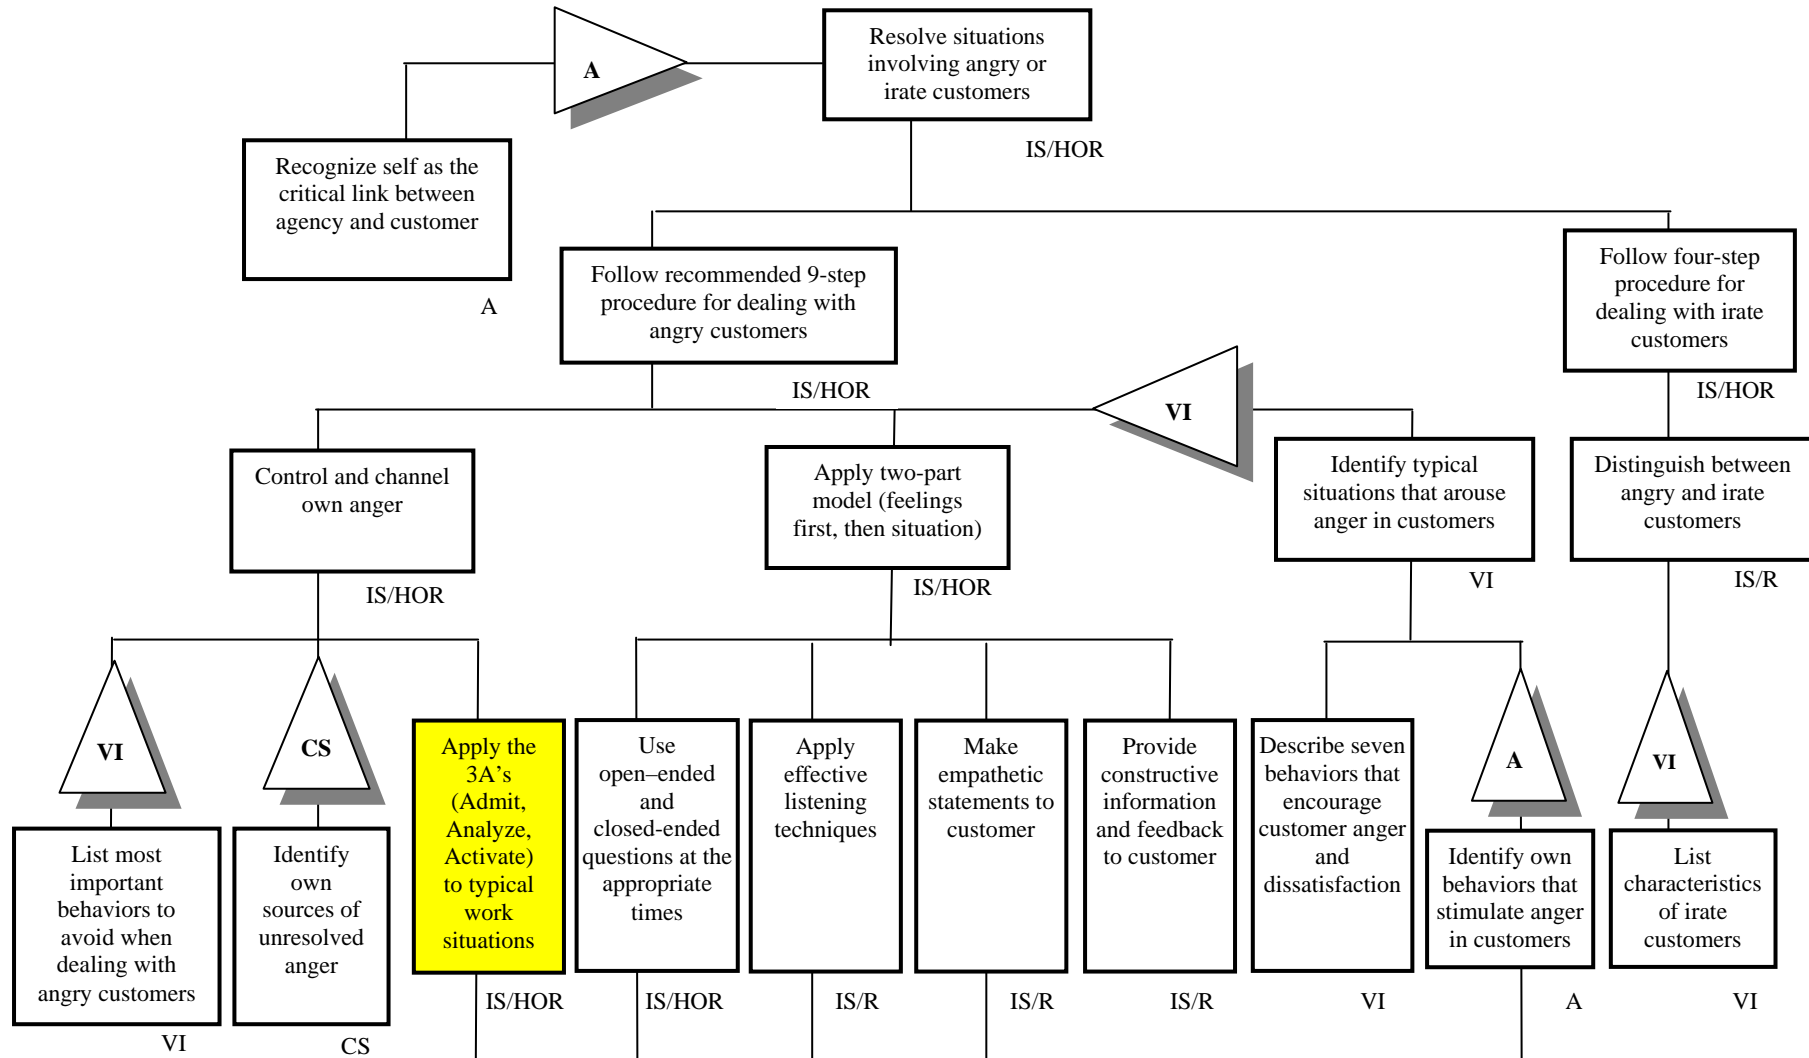 A
Resolve situations
involving angry or
irate customers
IS/HOR
Recognize self as the
critical link between
agency and customer
A
Follow recommended 9-step
procedure for dealing with
angry customers
IS/HOR
Follow four-step
procedure for
dealing with irate
customers
IS/HOR
VI
Control and channel
own anger
IS/HOR
Apply two-part
model (feelings
first, then situation)
IS/HOR
Identify typical
situations that arouse
anger in customers
VI
Distinguish between
angry and irate
customers
IS/R
VI
List most
important
behaviors to
avoid when
dealing with
angry customers
VI
CS
Identify
own
sources of
unresolved
anger
CS
Apply the
3A’s
(Admit,
Analyze,
Activate)
to typical
work
situations
IS/HOR
Use
open–ended
and
closed-ended
questions at the
appropriate
times
IS/HOR
Apply
effective
listening
techniques
IS/R
Make
empathetic
statements to
customer
IS/R
Provide
constructive
information
and feedback
to customer
IS/R
Describe seven
behaviors that
encourage
customer anger
and
dissatisfaction
VI
A
Identify own
behaviors that
stimulate anger
in customers
A
VI
List
characteristics
of irate
customers
VI